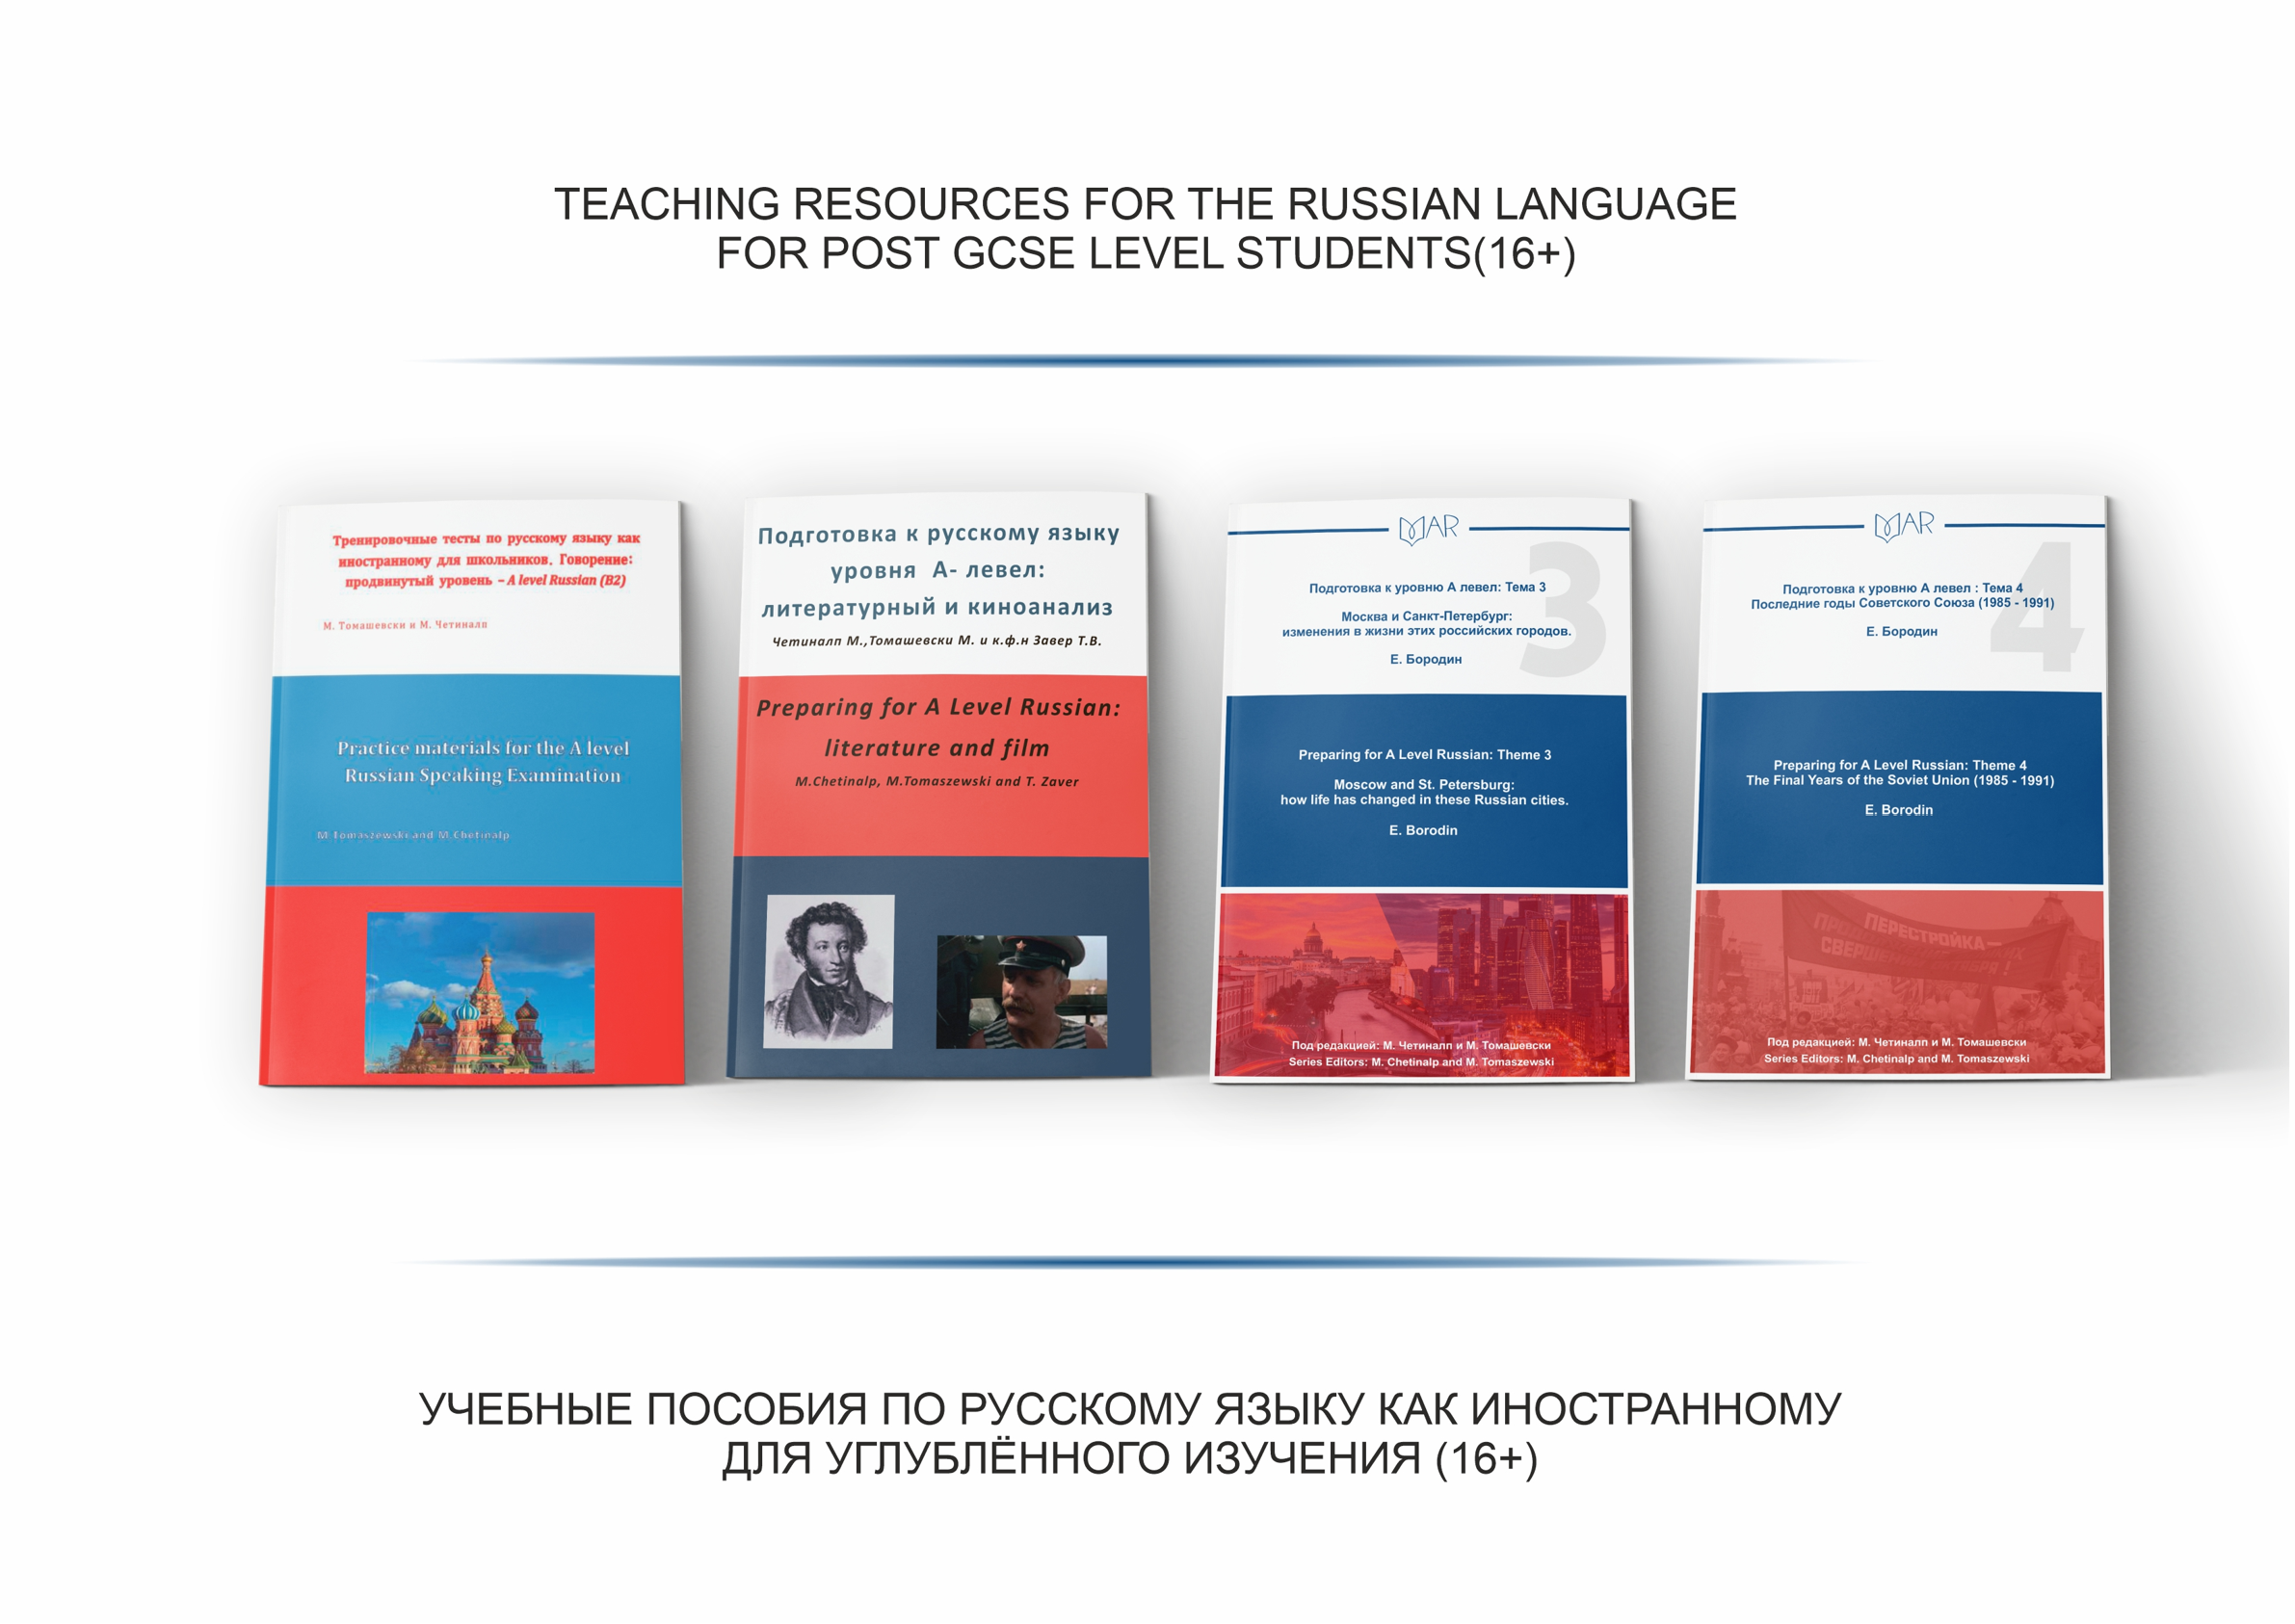 TEACHING RESOURCES FOR THE RUSSIAN LANGUAGE
FOR POST GCSE LEVEL STUDENTS(16+)
Тренировочные тесты по русскому языку как
иностранному для школьников. Говорение:
продвинутый уровень – A level Russian (B2)
М. Томашевски и М. Четиналп
Practice materials for the A level
Russian Speaking Examination
M Tomaszewski and M Chetinalp
Подготовка к русскому языку
уровня А- левел:
литературный и киноанализ
Четиналп М.,Томашевски М. и к.ф.н Завер Т.В.
Preparing for A Level Russian:
literature and film
M.Chetinalp, M.Tomaszewski and T. Zaver
MAR
3
Подготовка к уровню А левел: Тема 3
Москва и Санкт-Петербург:
изменения в жизни этих российских городов.
Е. Бородин
Preparing for A Level Russian: Theme 3
Moscow and St. Petersburg:
how life has changed in these Russian cities.
E. Borodin
Под редакцией: М. Четиналп и М. Томашевски
Series Editors: M. Chetinalp and M. Tomaszewski
MAR
4
Подготовка к уровню А левел : Тема 4
Последние годы Советского Союза (1985 - 1991)
Е. Бородин
Preparing for A Level Russian: Theme 4
The Final Years of the Soviet Union (1985 - 1991)
E. Borodin
ПЕРЕСТРОЙКА—
Под редакцией: М. Четиналп и М. Томашевски
Series Editors: M. Chetinalp and M. Tomaszewski
УЧЕБНЫЕ ПОСОБИЯ ПО РУССКОМУ ЯЗЫКУ КАК ИНОСТРАННОМУ
ДЛЯ УГЛУБЛЁННОГО ИЗУЧЕНИЯ (16+)